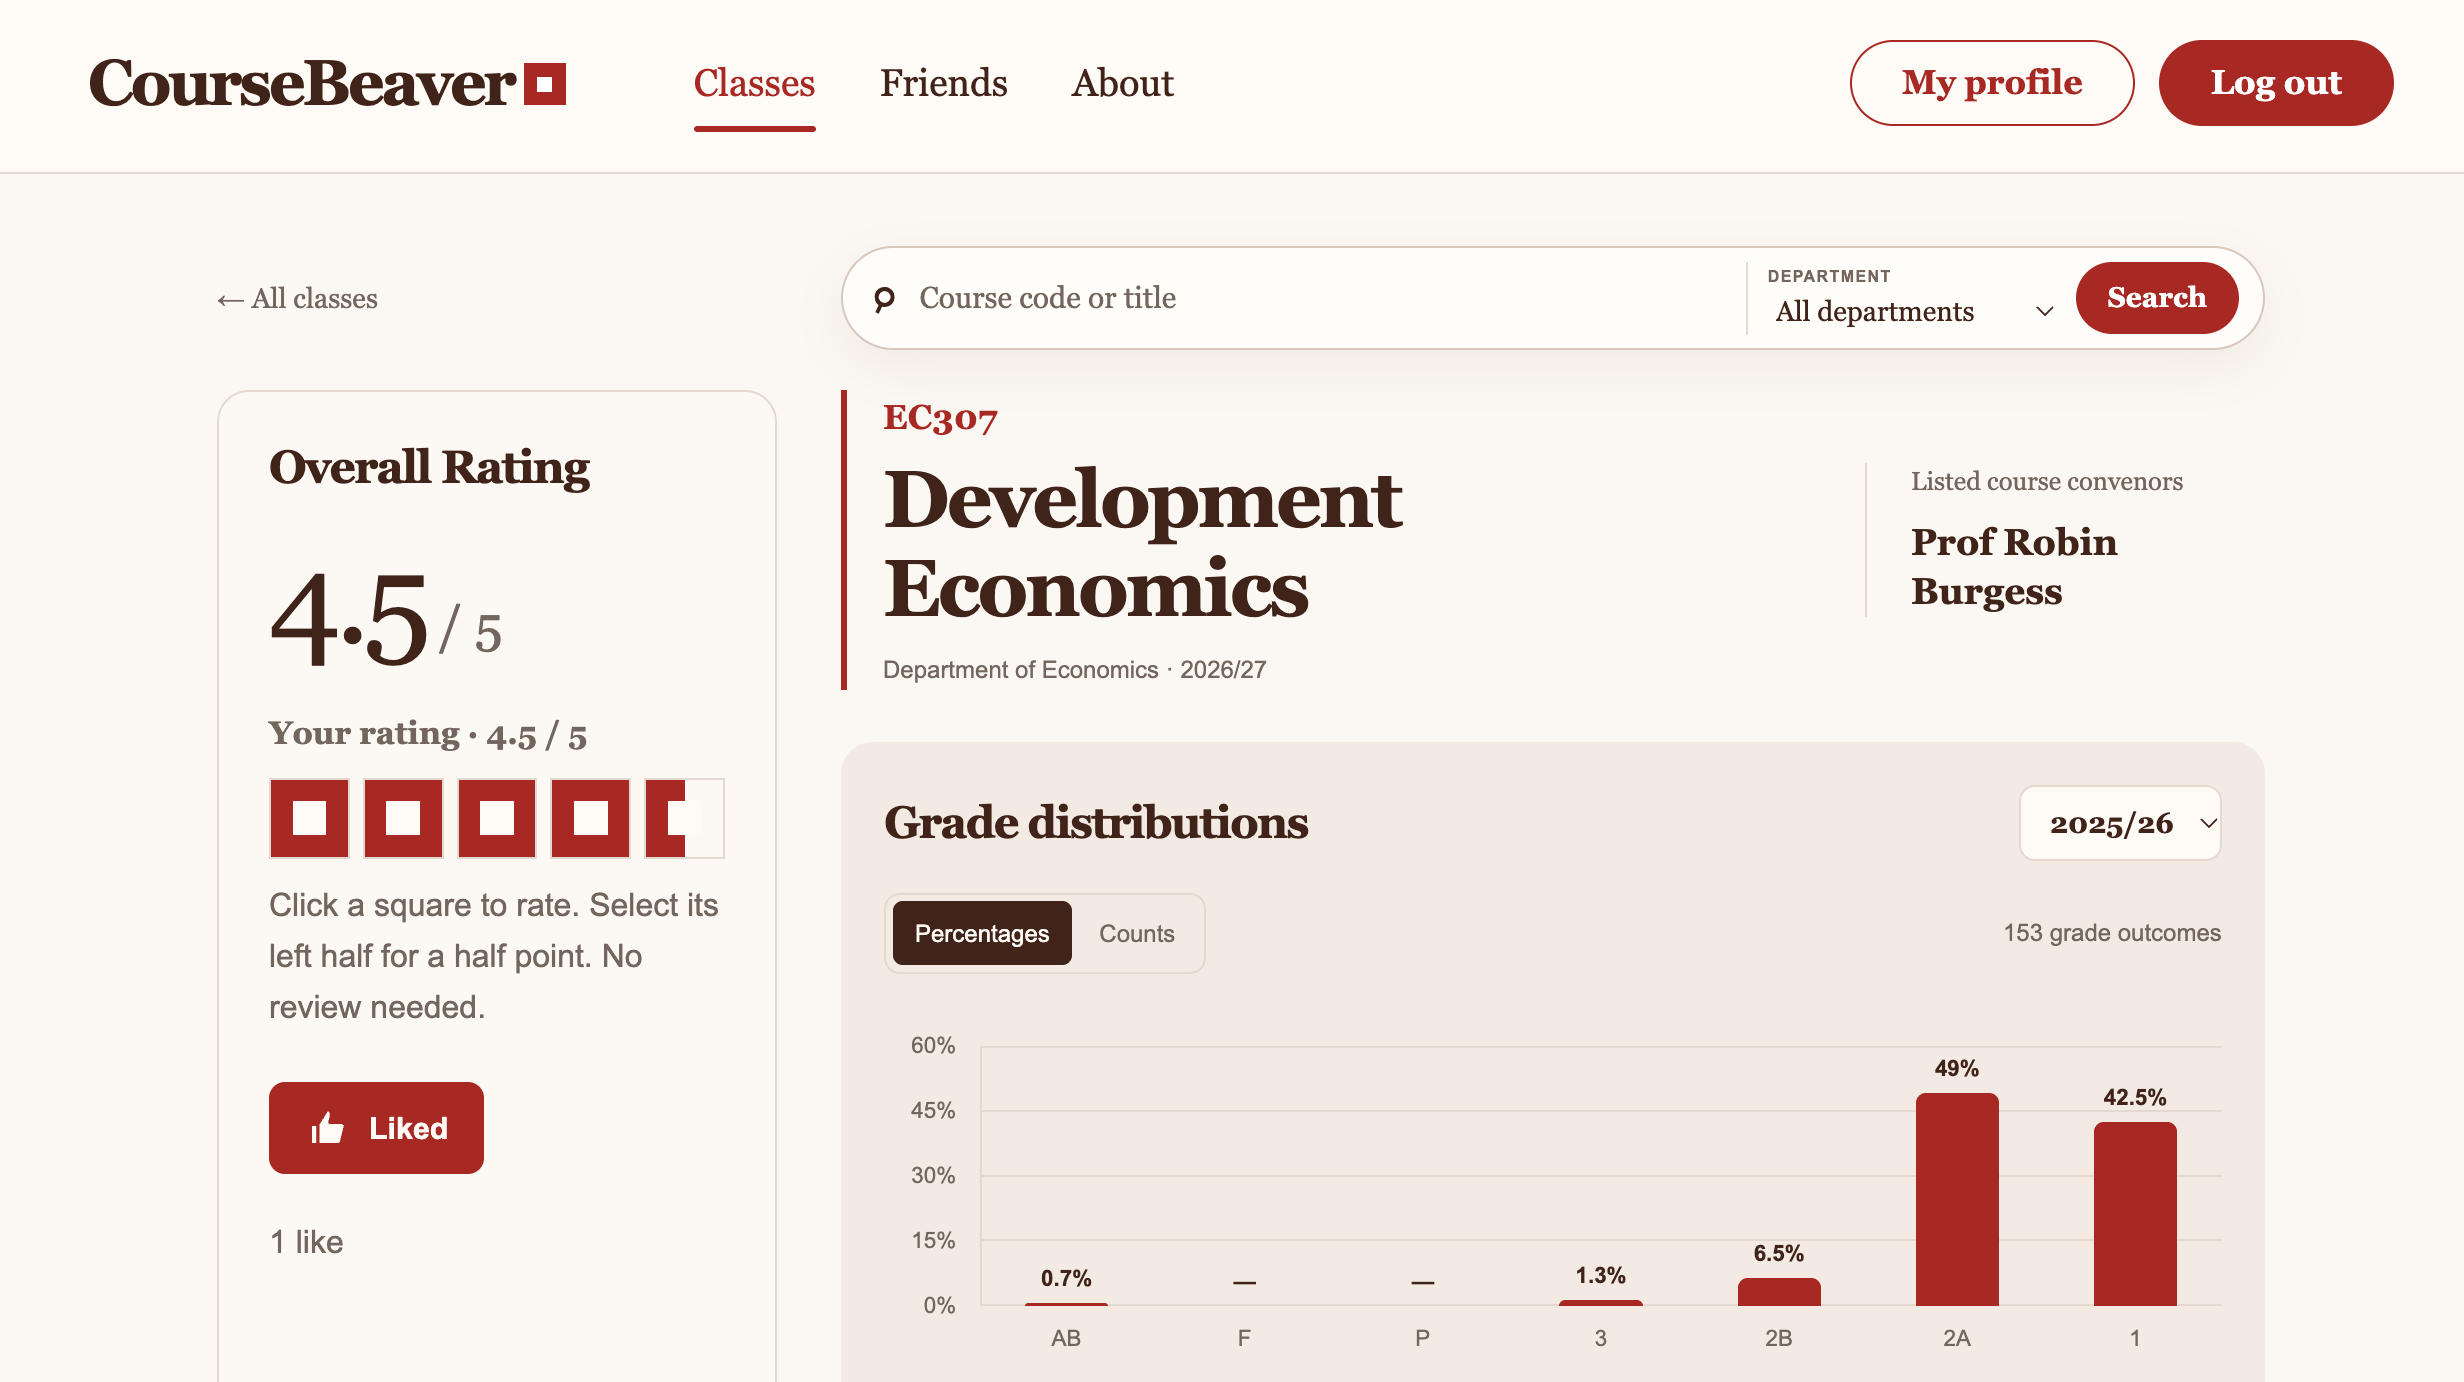 CourseBeaver
Classes
Friends
About
My profile
Log out
← All classes
Course code or title
DEPARTMENT
All departments
Search
Overall Rating
4.5 / 5
Your rating · 4.5 / 5
Click a square to rate. Select its
left half for a half point. No
review needed.
Liked
1 like
EC307
Development
Economics
Department of Economics · 2026/27
Listed course convenors
Prof Robin
Burgess
Grade distributions
2025/26
Percentages
Counts
153 grade outcomes
60%
45%
30%
15%
0%
0.7%
—
—
1.3%
6.5%
49%
42.5%
AB
F
P
3
2B
2A
1